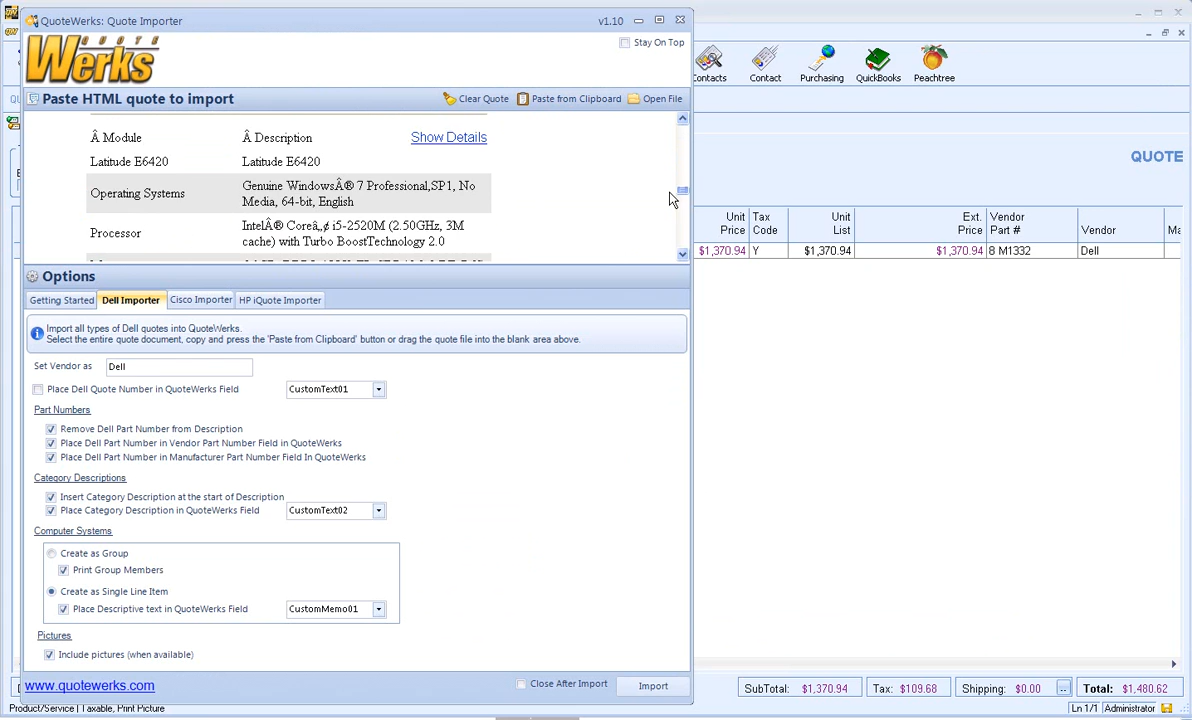 QuoteWerks: Quote Importer
v1.10
QUOTE
Werks
Stay On Top
Paste HTML quote to import
Clear Quote
Paste from Clipboard
Open File
Â Module
Â Description
Show Details
Latitude E6420
Latitude E6420
Operating Systems
Genuine WindowsÂ® 7 Professional,SP1, No
Media, 64-bit, English
Processor
IntelÂ® Coreâ„¢ i5-2520M (2.50GHz, 3M
cache) with Turbo BoostTechnology 2.0
Options
Getting Started
Dell Importer
Cisco Importer
HP iQuote Importer
Import all types of Dell quotes into QuoteWerks.
Select the entire quote document, copy and press the 'Paste from Clipboard' button or drag the quote file into the blank area above.
Set Vendor as
Dell
Place Dell Quote Number in QuoteWerks Field
CustomText01
Part Numbers
Remove Dell Part Number from Description
Place Dell Part Number in Vendor Part Number Field in QuoteWerks
Place Dell Part Number in Manufacturer Part Number Field In QuoteWerks
Category Descriptions
Insert Category Description at the start of Description
Place Category Description in QuoteWerks Field
CustomText02
Computer Systems
Create as Group
Print Group Members
Create as Single Line Item
Place Descriptive text in QuoteWerks Field
CustomMemo01
Pictures
Include pictures (when available)
www.quotewerks.com
Close After Import
Import
Contacts
Contact
Purchasing
QuickBooks
Peachtree
QUOTE
Unit
Price
Tax
Code
Unit
List
Ext.
Price
Vendor
Part #
Vendor
Ma
$1,370.94
Y
$1,370.94
$1,370.94
8 M1332
Dell
SubTotal:
$1,370.94
Tax:
$109.68
Shipping:
$0.00
..
Total:
$1,480.62
Product/Service | Taxable, Print Picture
Ln 1/1
Administrator